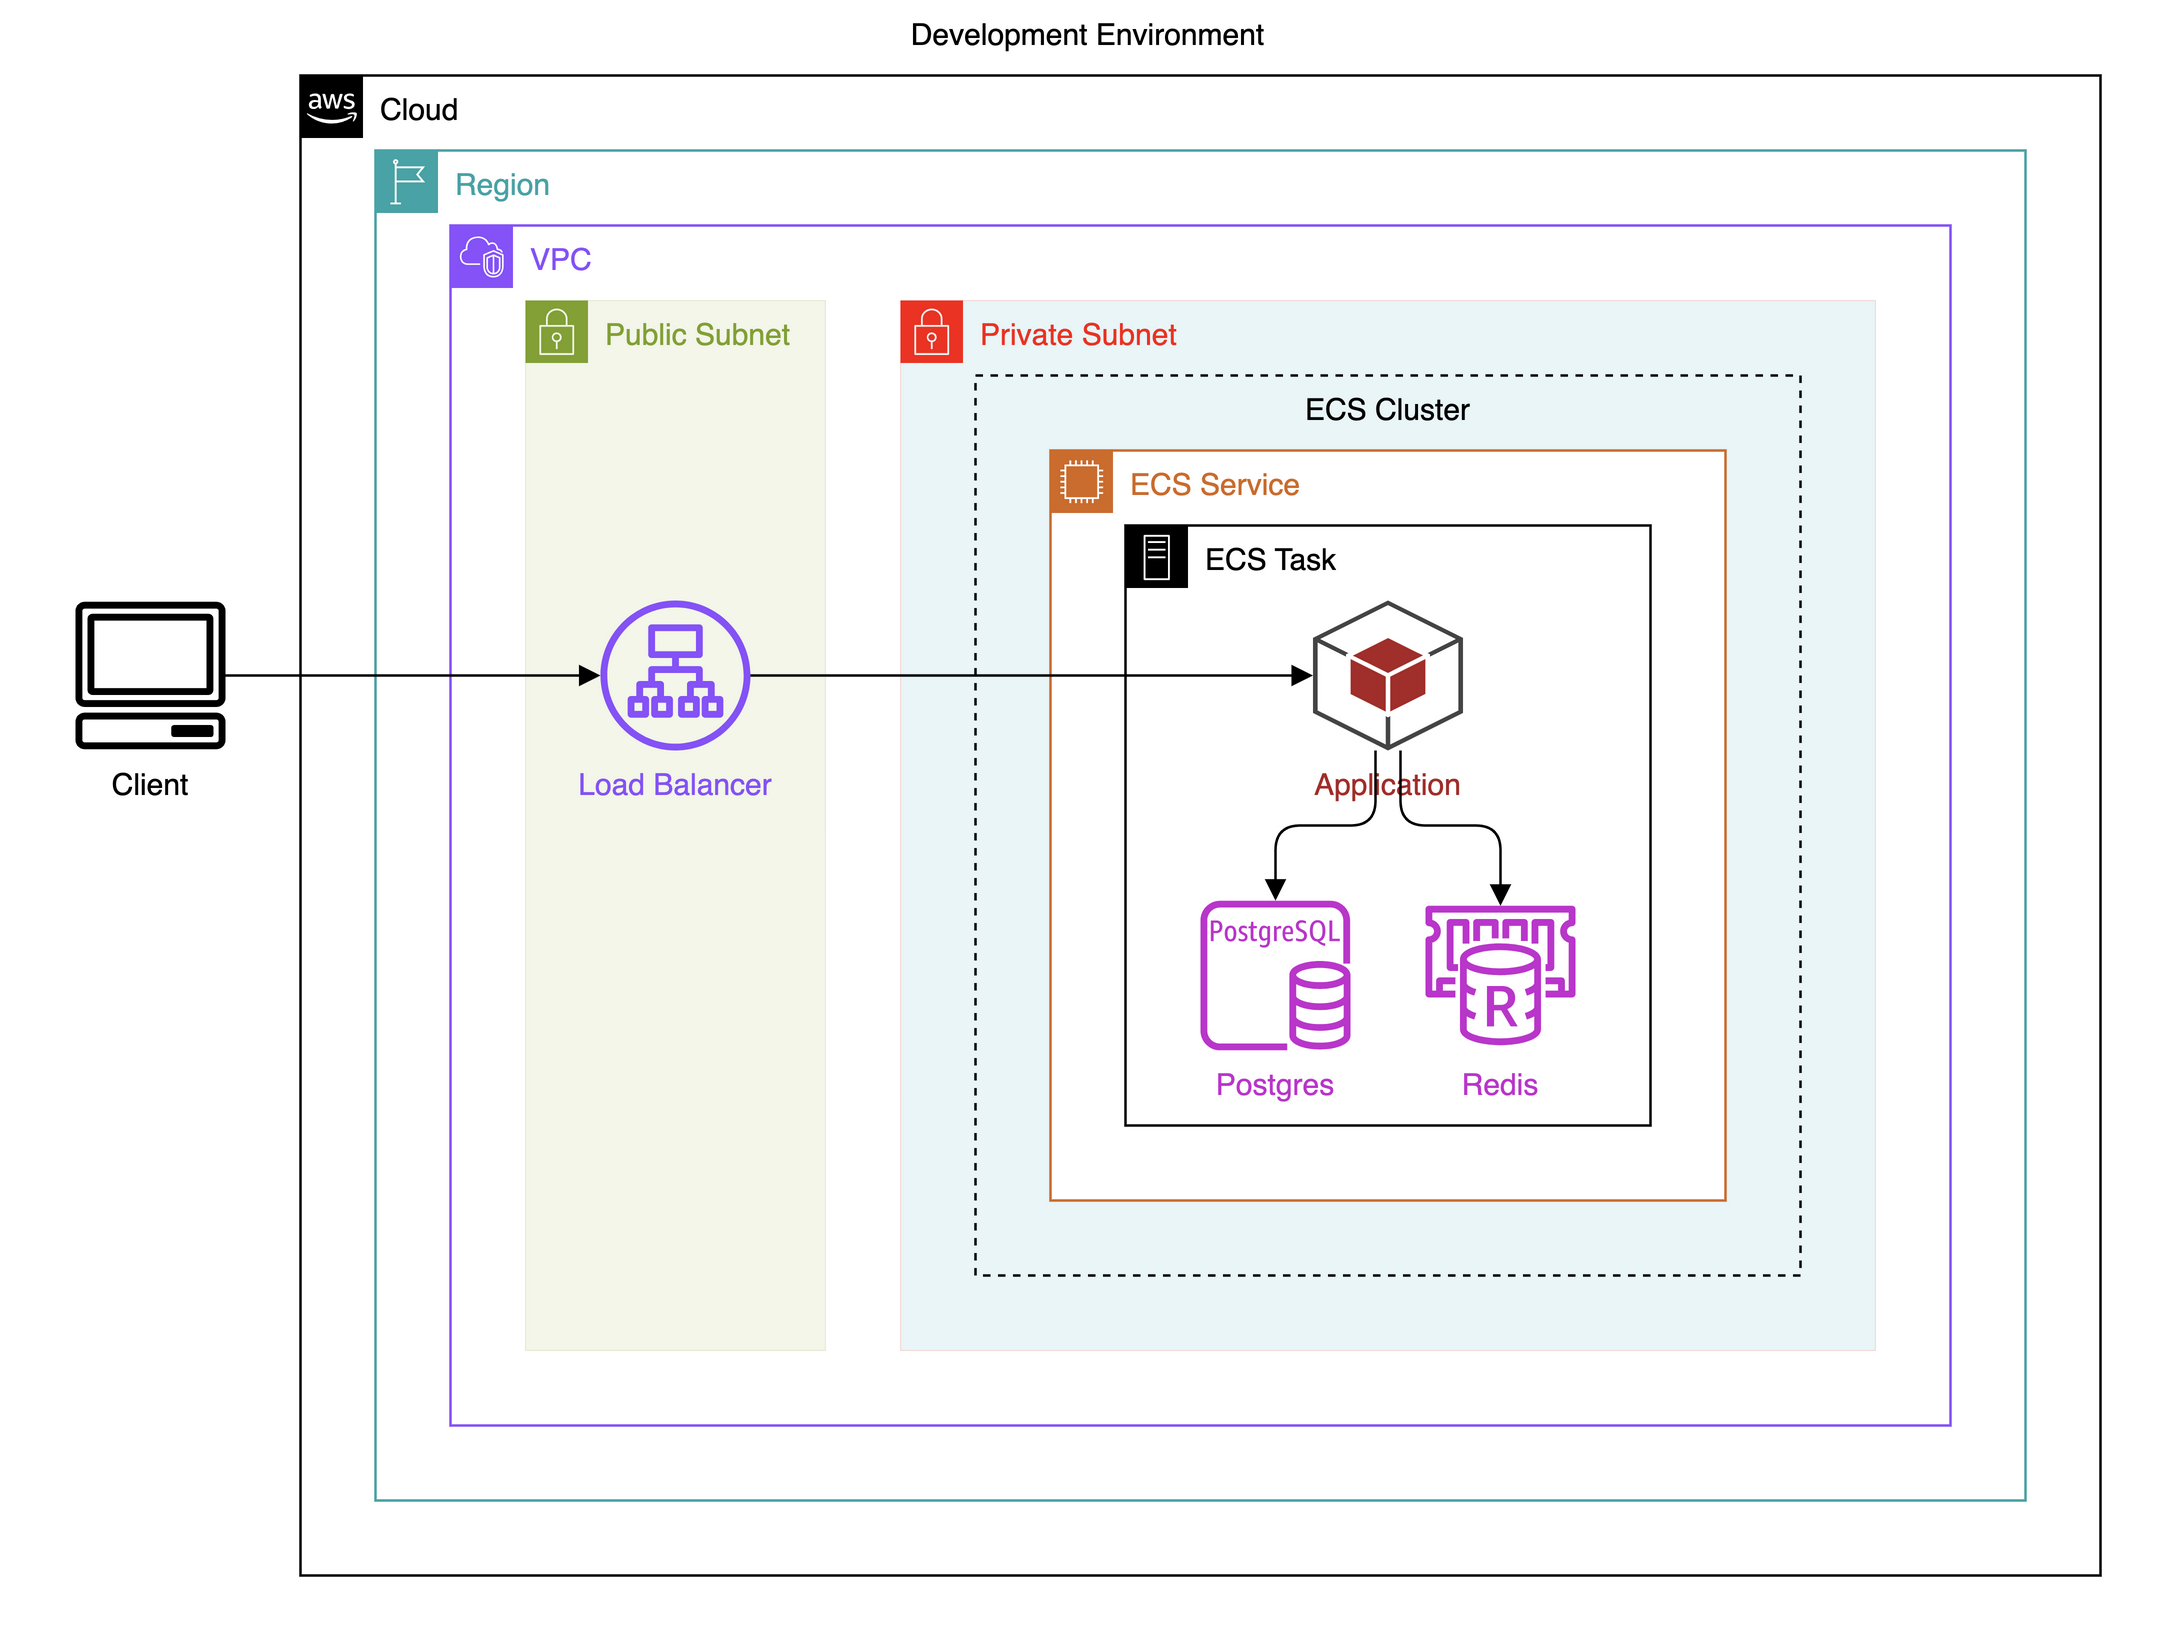 Development Environment
aws
Cloud
Region
VPC
Public Subnet
Private Subnet
ECS Cluster
ECS Service
ECS Task
Client
Load Balancer
Application
PostgreSQL
R
Postgres
Redis